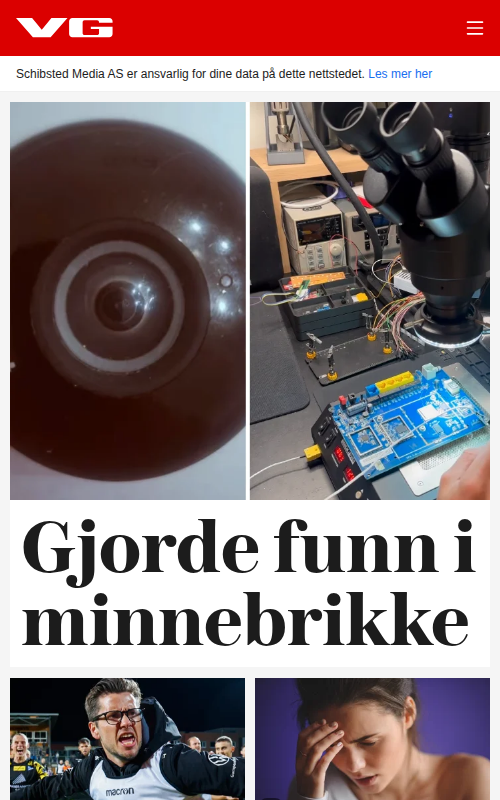 VG
Schibsted Media AS er ansvarlig for dine data på dette nettstedet. Les mer her
Gjorde funn i
minnebrikke
macron